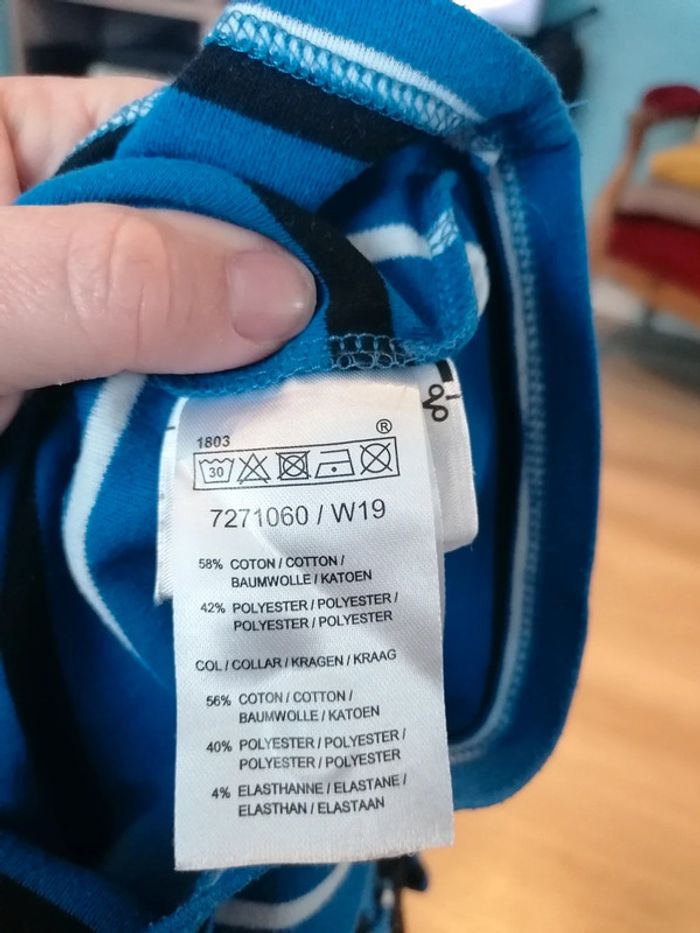 1803 ®
30
7271060 / W19
58% COTON / COTTON /
BAUMWOLLE / KATOEN
42% POLYESTER / POLYESTER /
POLYESTER / POLYESTER
COL / COLLAR / KRAGEN / KRAAG
56% COTON / COTTON /
BAUMWOLLE / KATOEN
40% POLYESTER / POLYESTER /
POLYESTER / POLYESTER
4% ELASTHANNE / ELASTANE /
ELASTHAN / ELASTAAN